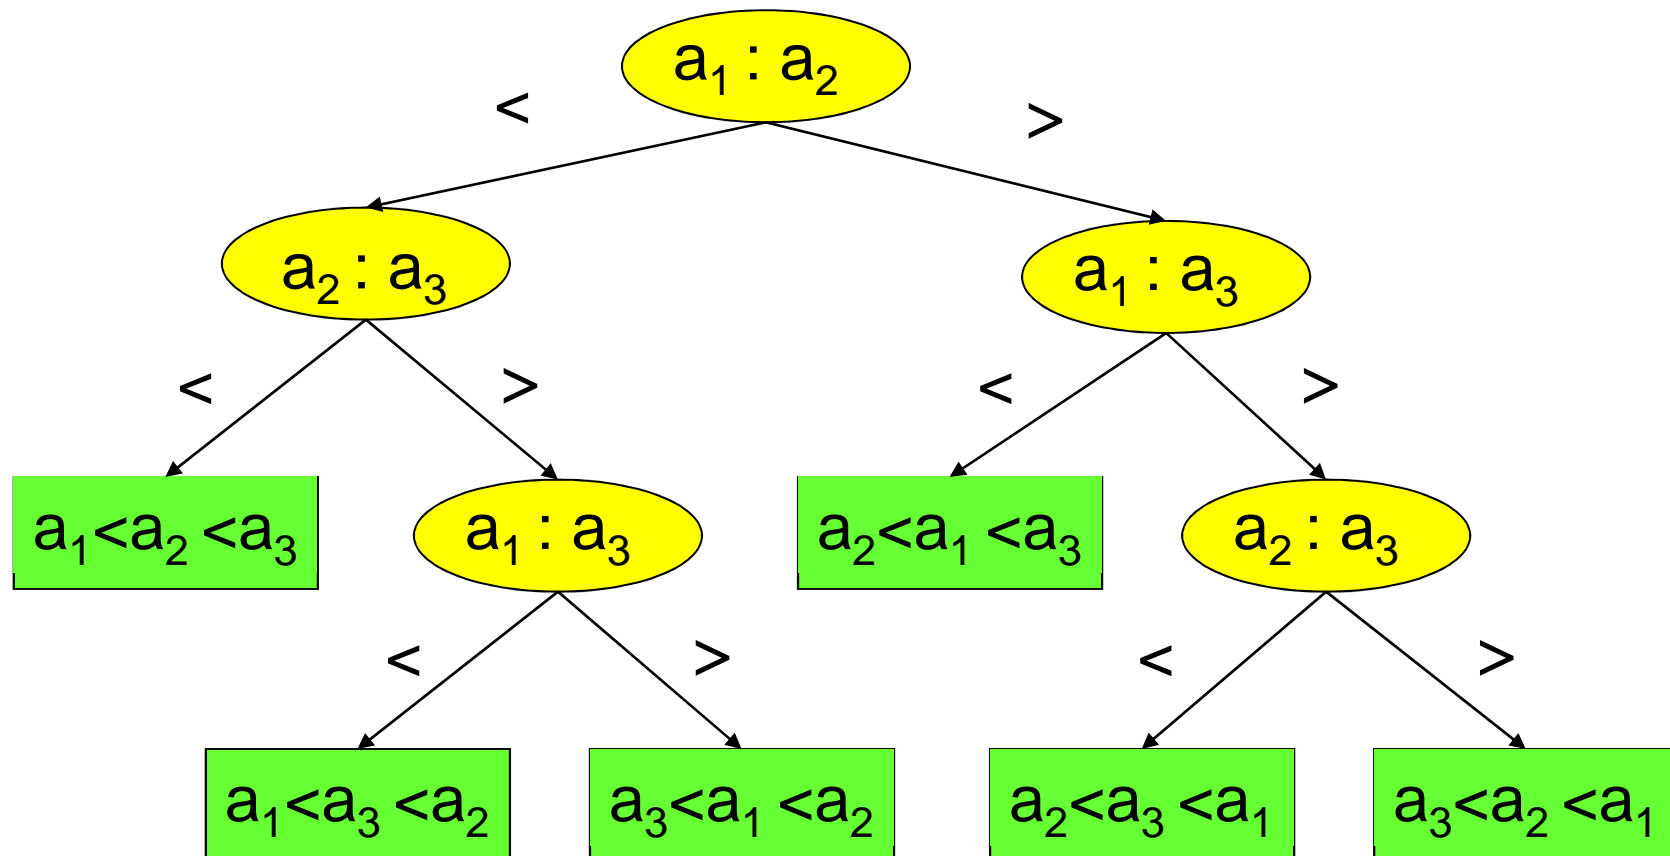 a₁ : a₂
< >
a₂ : a₃ a₁ : a₃
< > < >
a₁<a₂ <a₃ a₁ : a₃ a₂<a₁ <a₃ a₂ : a₃
< > < >
a₁<a₃ <a₂ a₃<a₁ <a₂ a₂<a₃ <a₁ a₃<a₂ <a₁